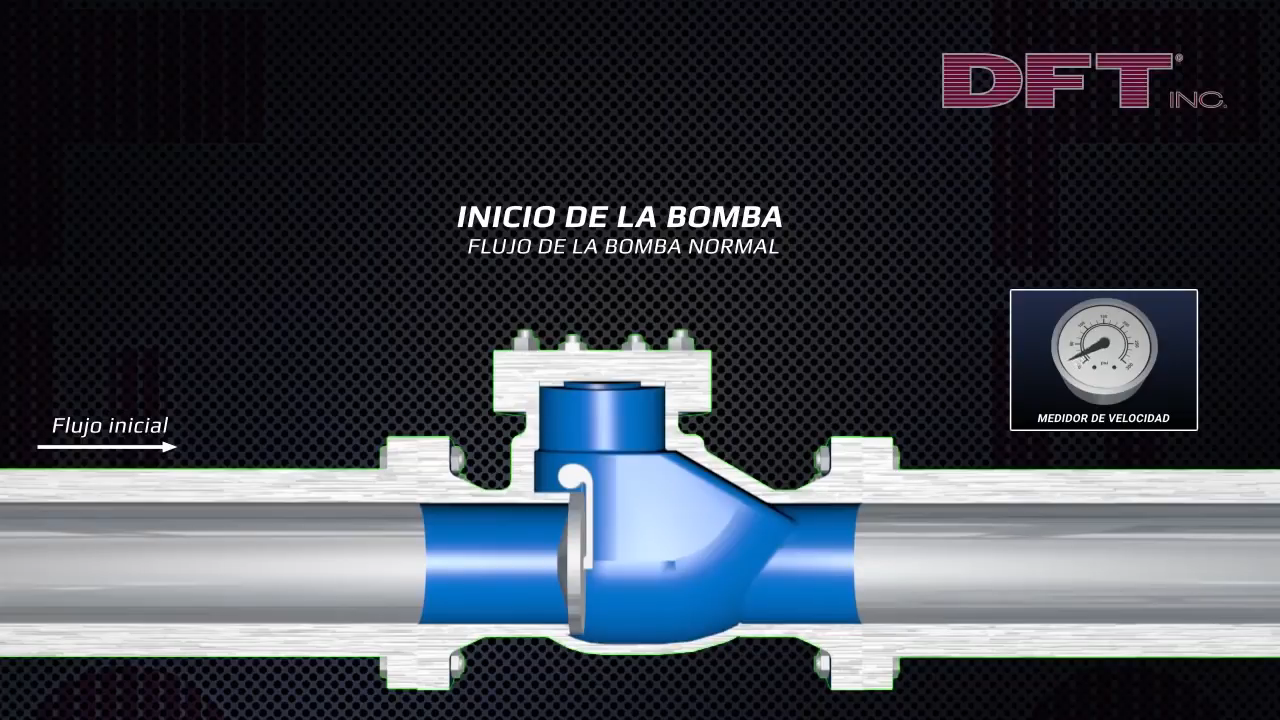 DFT® INC.
INICIO DE LA BOMBA
FLUJO DE LA BOMBA NORMAL
Flujo inicial
MEDIDOR DE VELOCIDAD